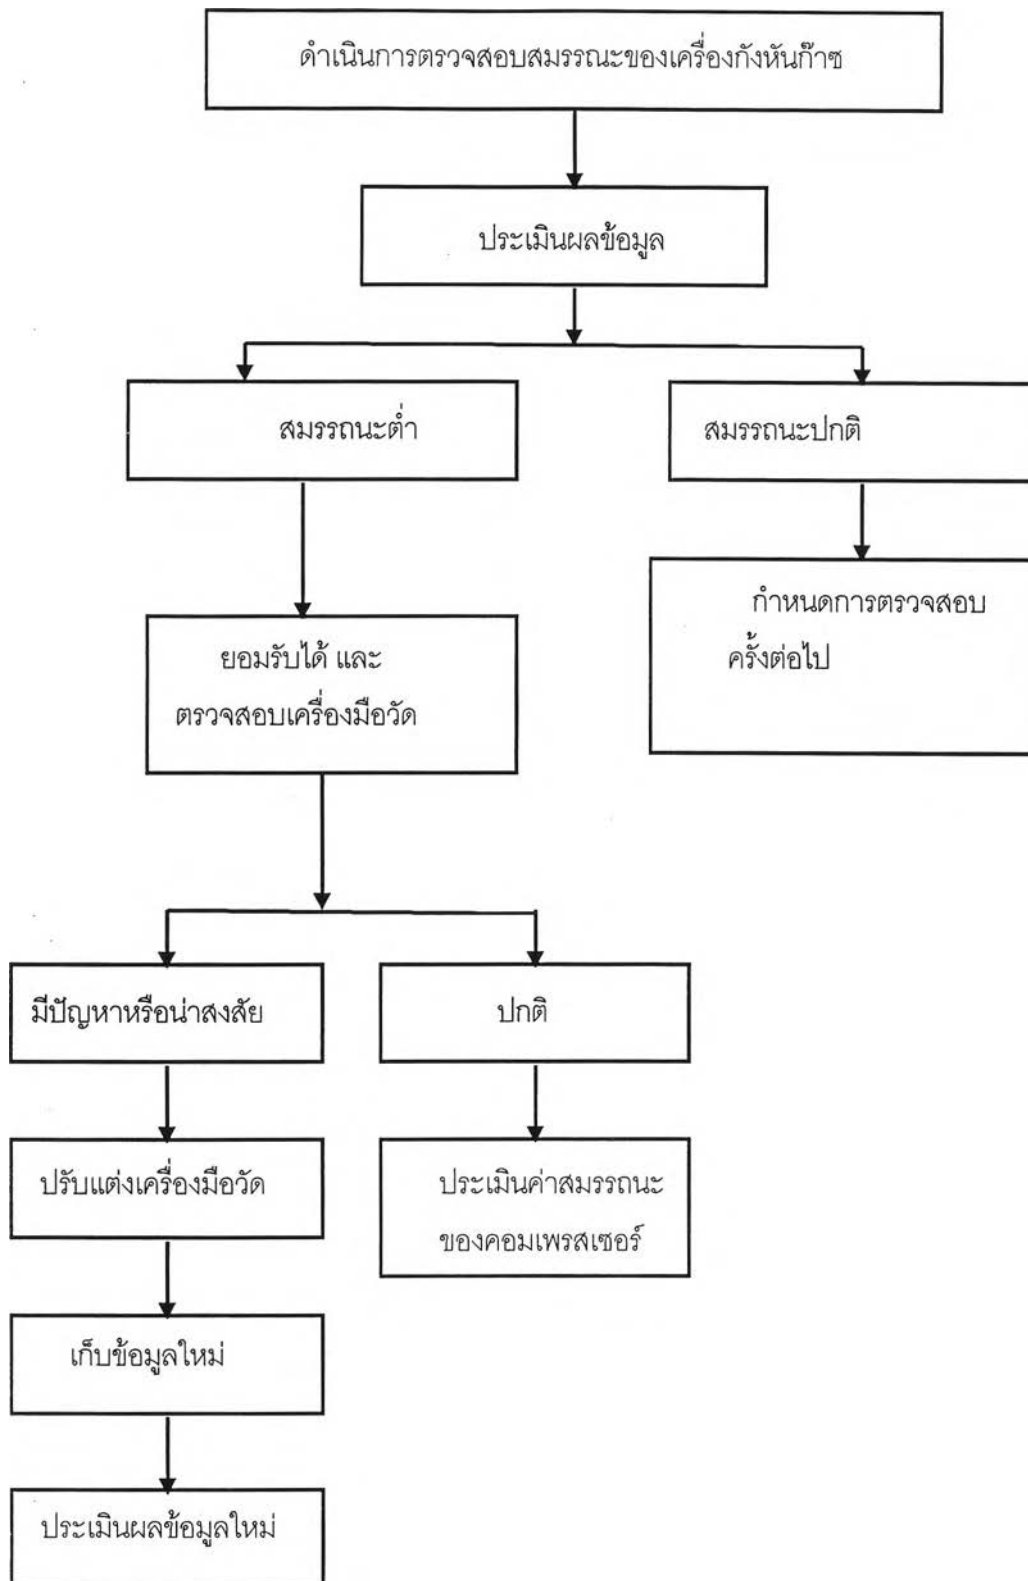 ดำเนินการตรวจสอบสมรรณะของเครื่องกังหันก๊าซ
ประเมินผลข้อมูล
สมรรถนะต่ำ
สมรรถนะปกติ
กำหนดการตรวจสอบ
ครั้งต่อไป
ยอมรับได้ และ
ตรวจสอบเครื่องมือวัด
มีปัญหาหรือน่าสงสัย
ปกติ
ปรับแต่งเครื่องมือวัด
ประเมินค่าสมรรถนะ
ของคอมเพรสเซอร์
เก็บข้อมูลใหม่
ประเมินผลข้อมูลใหม่